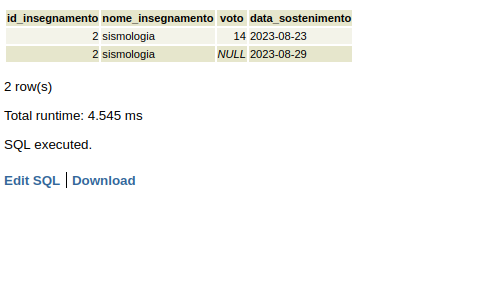 id_insegnamento nome_insegnamento voto data_sostenimento
2 sismologia 14 2023-08-23
2 sismologia NULL 2023-08-29
2 row(s)
Total runtime: 4.545 ms
SQL executed.
Edit SQL | Download